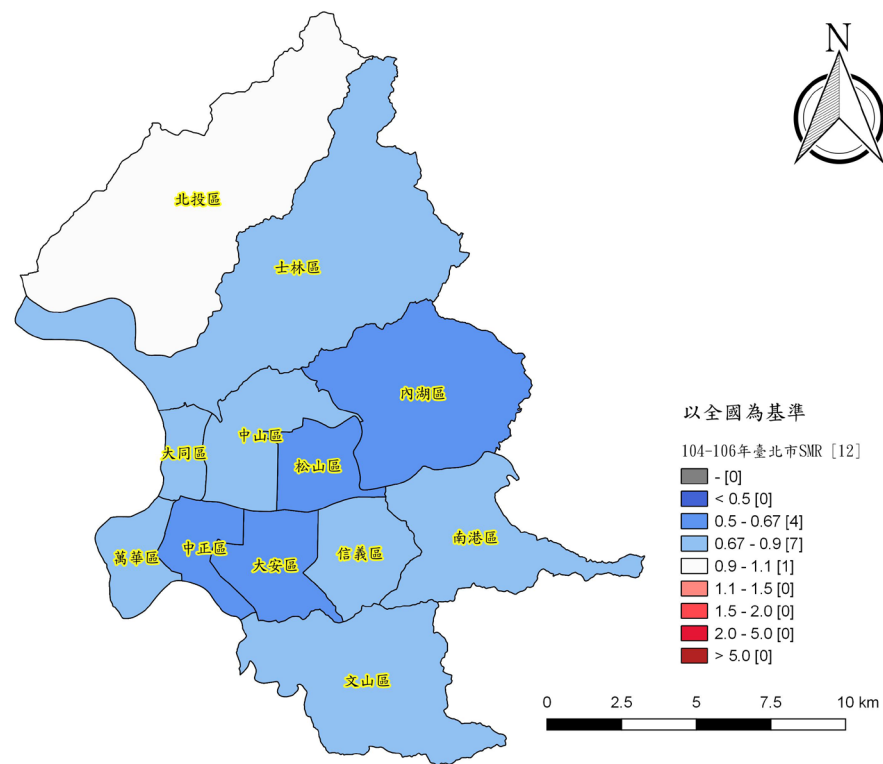 N
北投區
士林區
內湖區
中山區
大同區
松山區
南港區
中正區
萬華區
大安區
信義區
文山區
以全國為基準
104-106年臺北市SMR [12]
- [0]
< 0.5 [0]
0.5 - 0.67 [4]
0.67 - 0.9 [7]
0.9 - 1.1 [1]
1.1 - 1.5 [0]
1.5 - 2.0 [0]
2.0 - 5.0 [0]
> 5.0 [0]
0 2.5 5 7.5 10 km